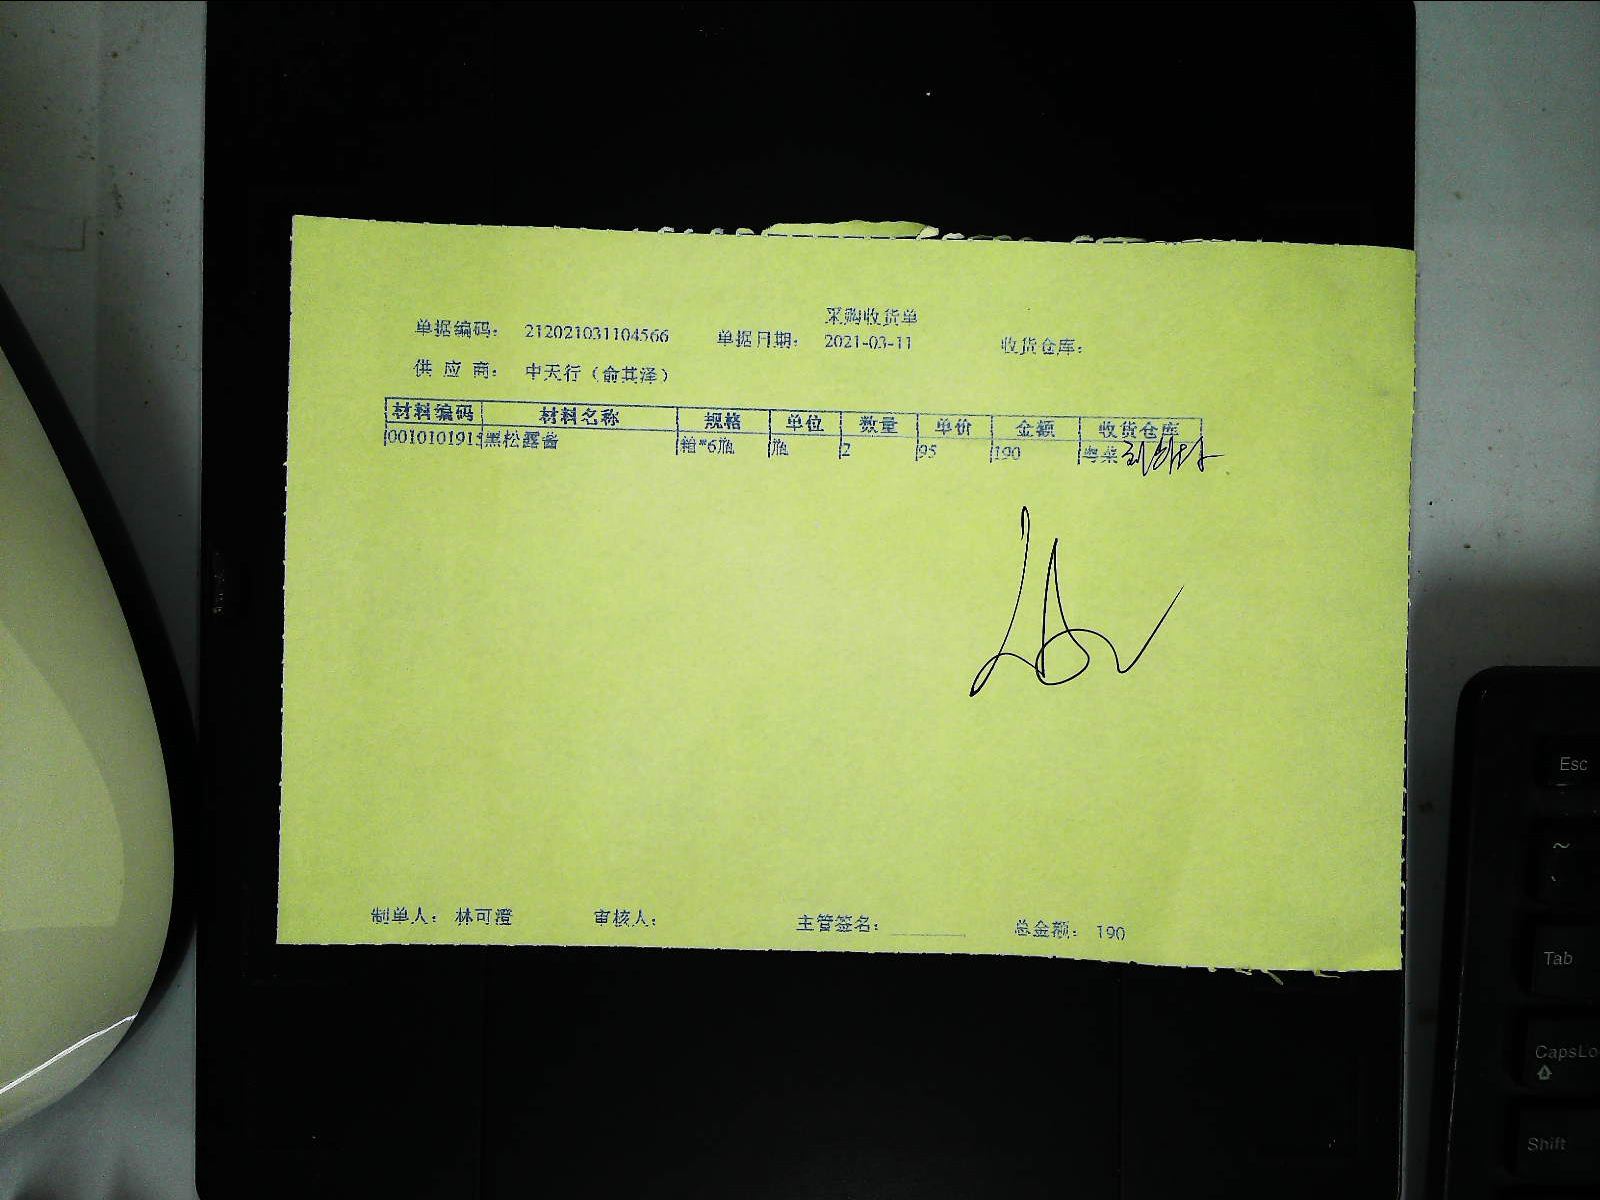 采购收货单
单据编码： 212021031104566 单据日期： 2021-03-11 收货仓库：
供 应 商： 中天行（俞其泽）
材料编码 材料名称 规格 单位 数量 单价 金额 收货仓库
0010101915 黑松露酱 箱*6瓶 瓶 2 95 190 粤菜
制单人： 林可澄 审核人： 主管签名： 总金额： 190
Esc
~
Tab
CapsLo
Shift